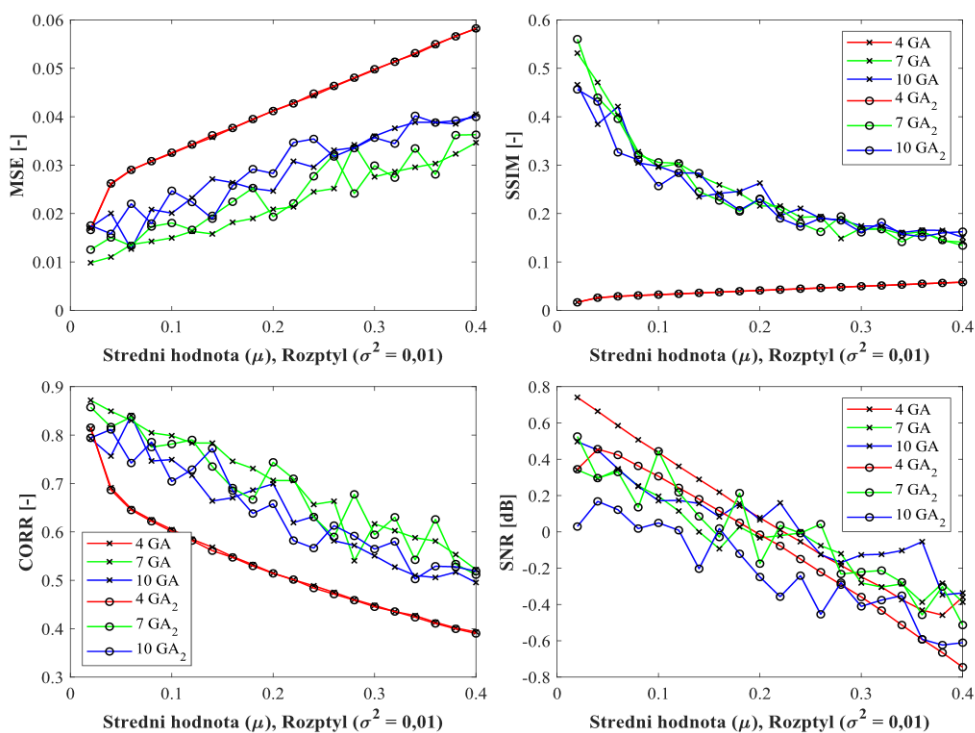 0.06
0.05
0.04
0.03
0.02
0.01
0
MSE [-]
0 0.1 0.2 0.3 0.4
Stredni hodnota (μ), Rozptyl (σ² = 0,01)
0.6
0.5
0.4
0.3
0.2
0.1
0
SSIM [-]
4 GA
7 GA
10 GA
4 GA₂
7 GA₂
10 GA₂
0 0.1 0.2 0.3 0.4
Stredni hodnota (μ), Rozptyl (σ² = 0,01)
0.9
0.8
0.7
0.6
0.5
0.4
0.3
CORR [-]
4 GA
7 GA
10 GA
4 GA₂
7 GA₂
10 GA₂
0 0.1 0.2 0.3 0.4
Stredni hodnota (μ), Rozptyl (σ² = 0,01)
0.8
0.6
0.4
0.2
0
-0.2
-0.4
-0.6
-0.8
SNR [dB]
4 GA
7 GA
10 GA
4 GA₂
7 GA₂
10 GA₂
0 0.1 0.2 0.3 0.4
Stredni hodnota (μ), Rozptyl (σ² = 0,01)